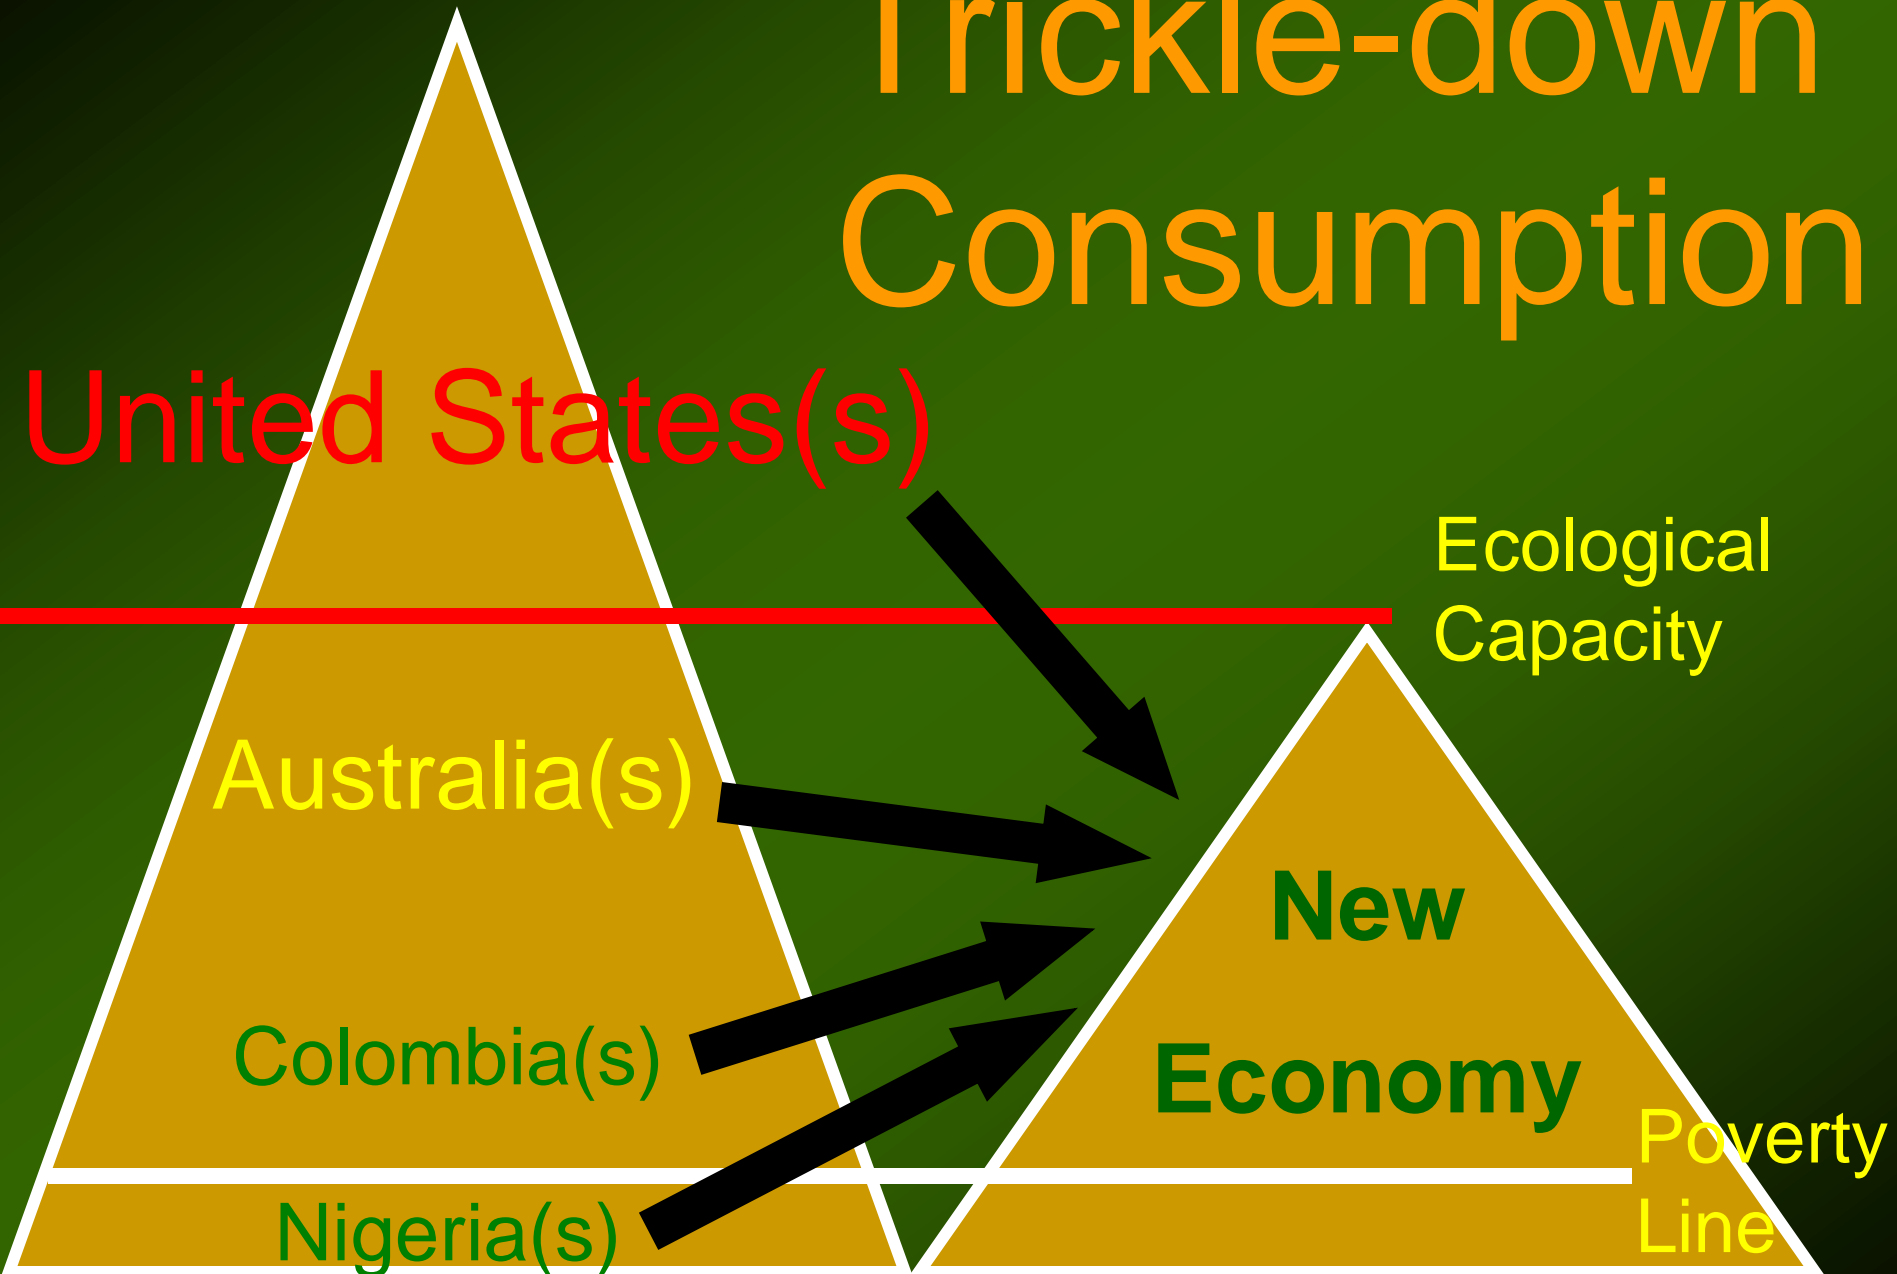 Trickle-down
Consumption
United States(s)
Ecological
Capacity
Australia(s)
New
Economy
Colombia(s)
Poverty
Line
Nigeria(s)